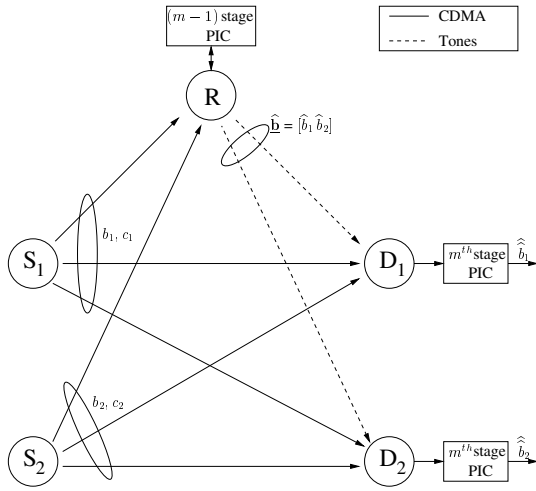 (m − 1) stage
PIC
CDMA
Tones
R
b̂ = [b̂₁ b̂₂]
b₁, c₁
S₁
D₁
mᵗʰ stage
PIC
b̂̂₁
b₂, c₂
S₂
D₂
mᵗʰ stage
PIC
b̂̂₂